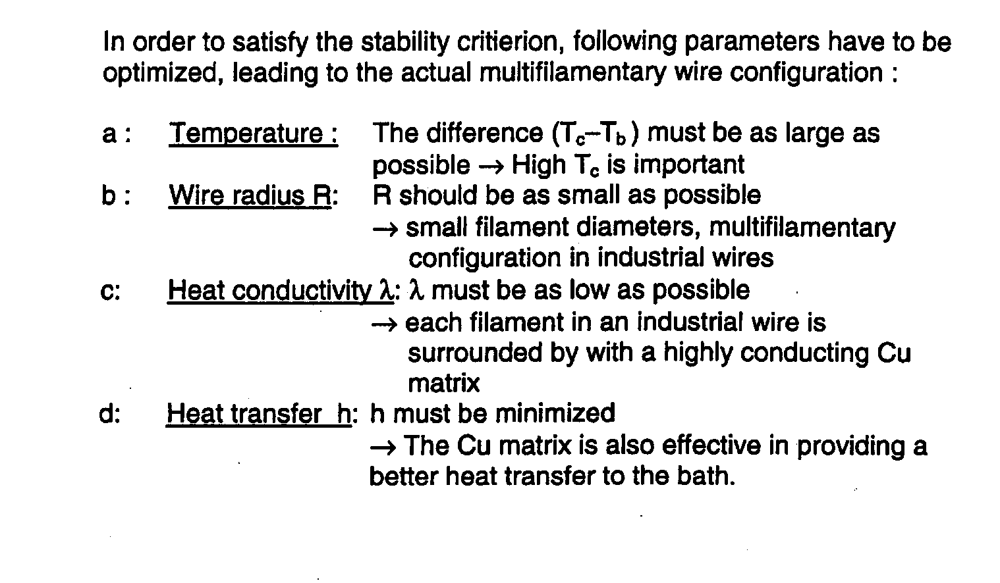 In order to satisfy the stability critierion, following parameters have to be
optimized, leading to the actual multifilamentary wire configuration :
a : Temperature : The difference (Tc–Tb) must be as large as
possible → High Tc is important
b : Wire radius R: R should be as small as possible
→ small filament diameters, multifilamentary
configuration in industrial wires
c: Heat conductivity λ: λ must be as low as possible
→ each filament in an industrial wire is
surrounded by with a highly conducting Cu
matrix
d: Heat transfer h: h must be minimized
→ The Cu matrix is also effective in providing a
better heat transfer to the bath.